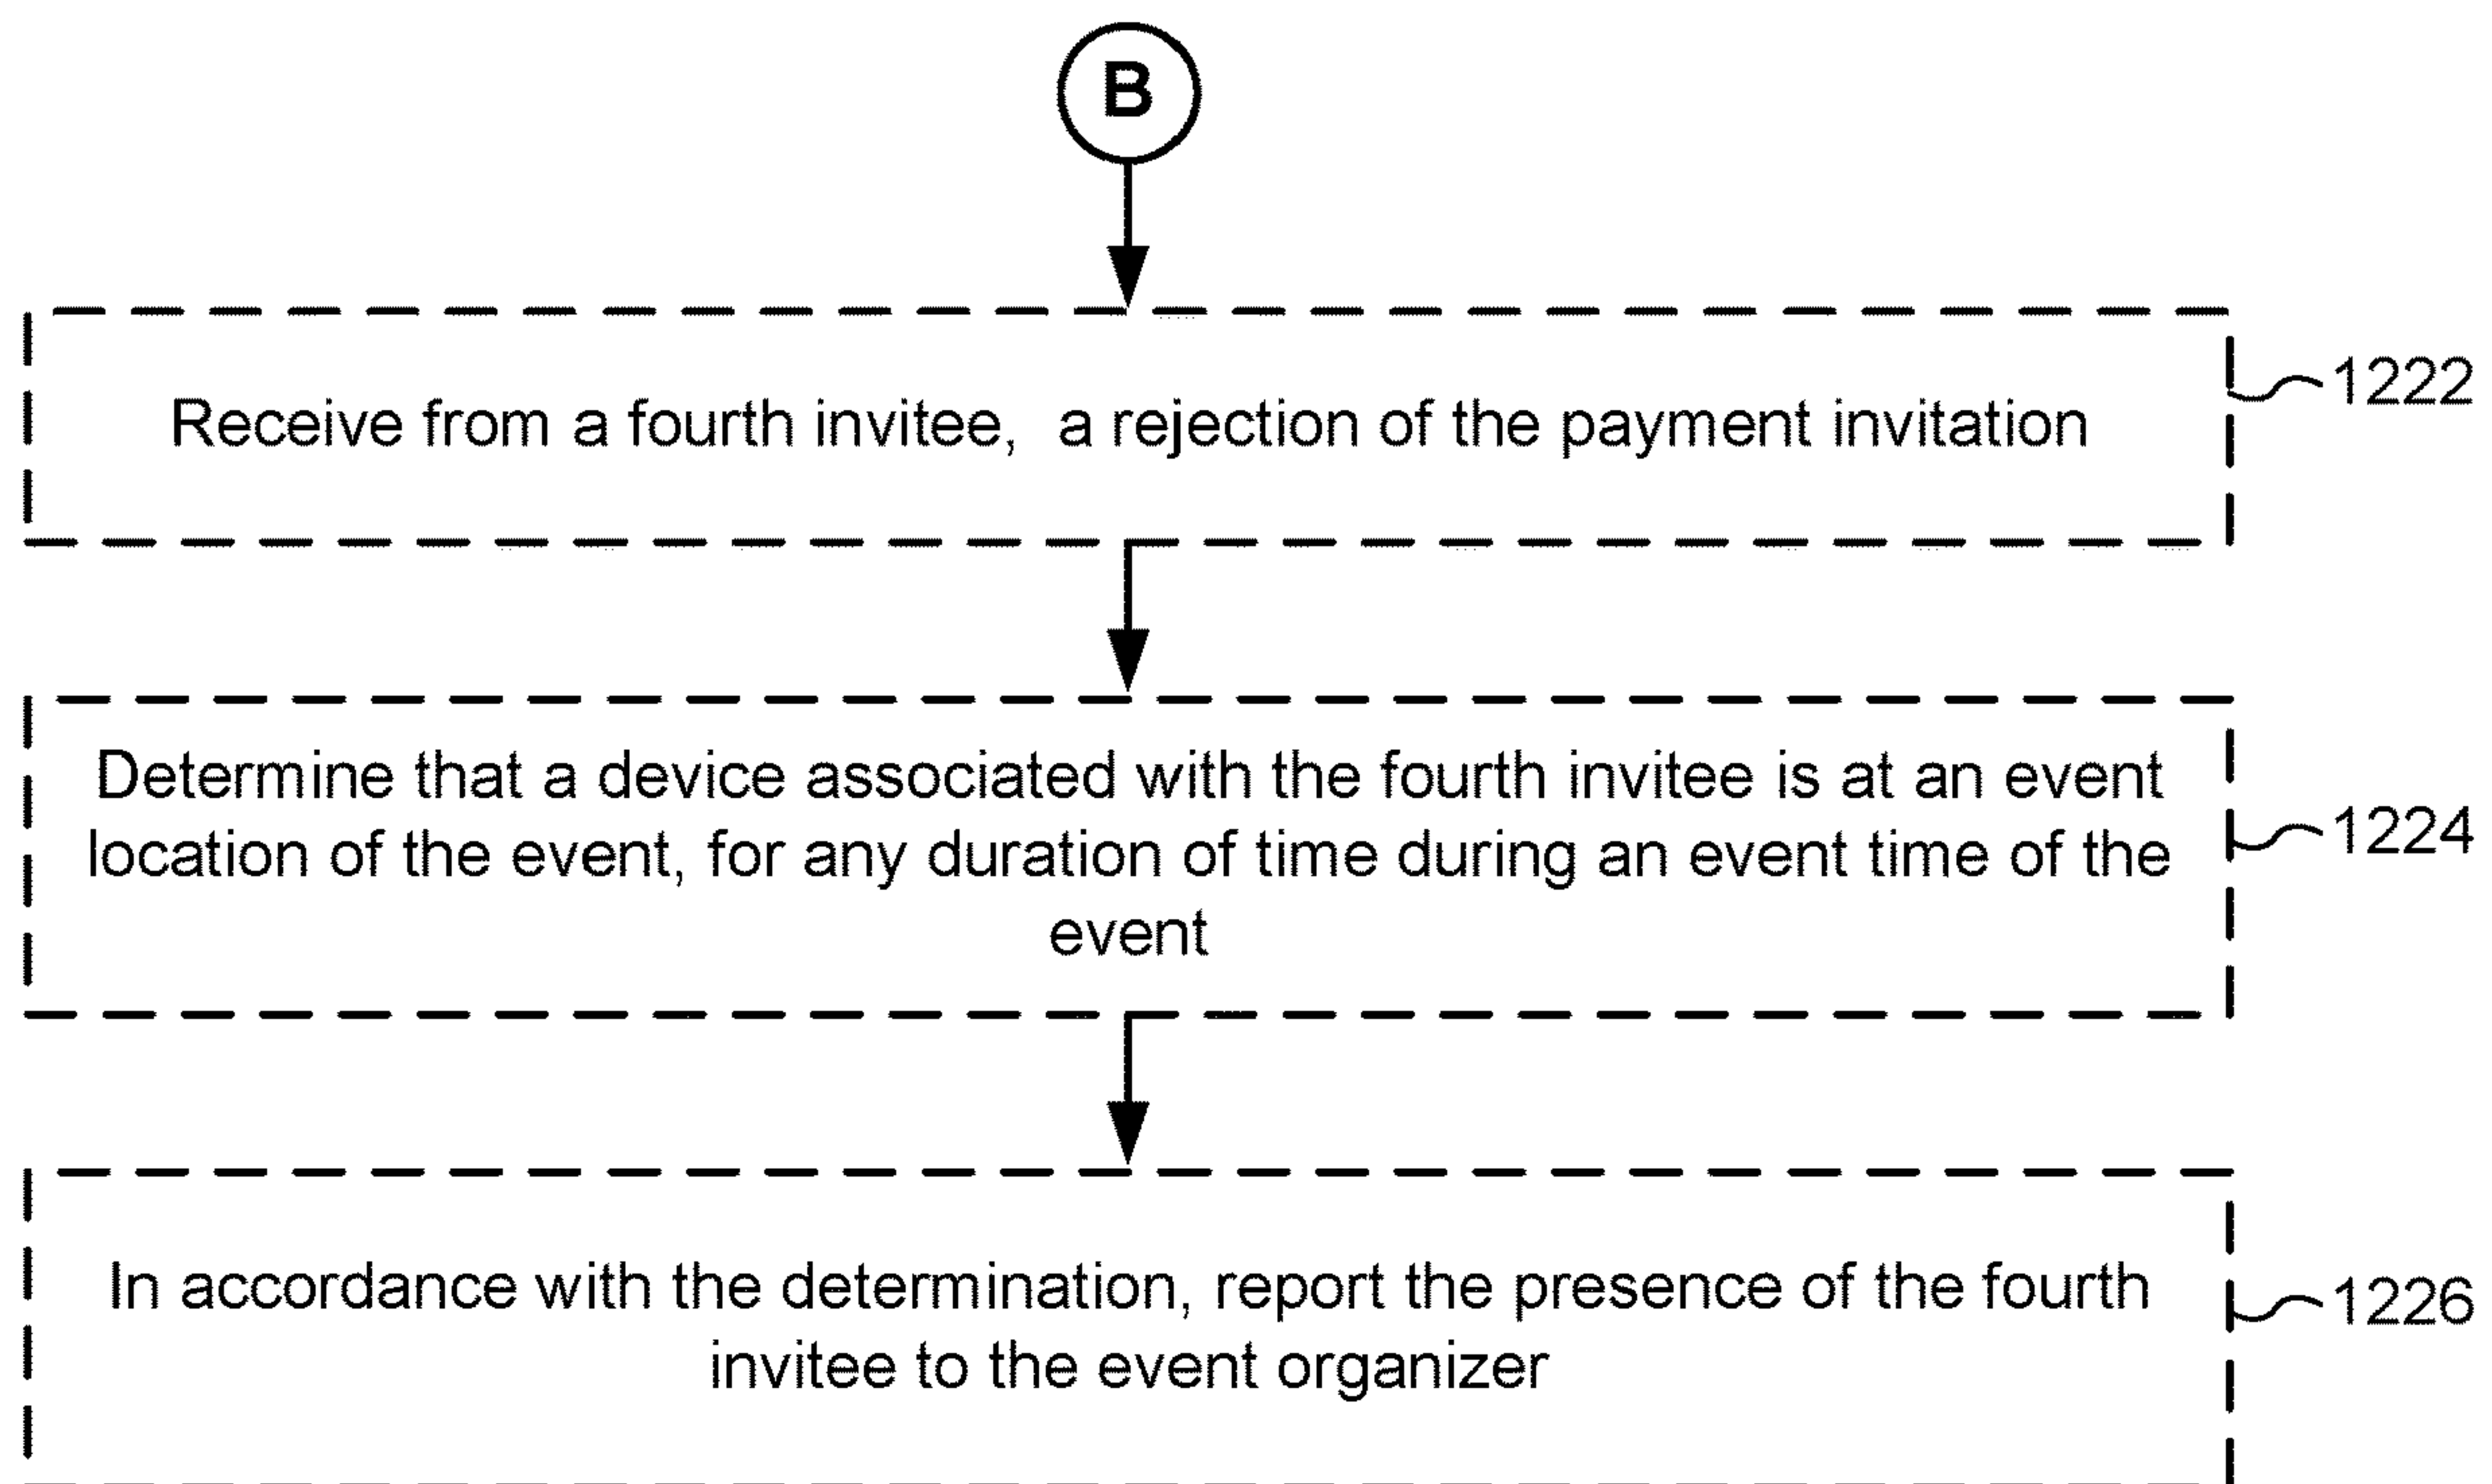 B
Receive from a fourth invitee, a rejection of the payment invitation
1222
Determine that a device associated with the fourth invitee is at an event
location of the event, for any duration of time during an event time of the
event
1224
In accordance with the determination, report the presence of the fourth
invitee to the event organizer
1226